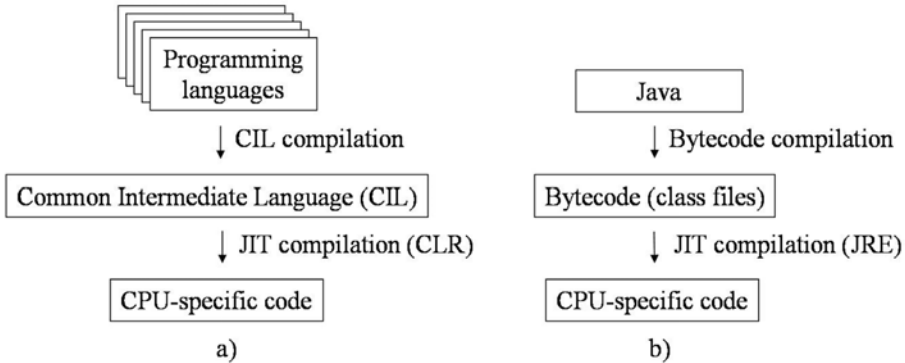 Programming
languages
CIL compilation
Common Intermediate Language (CIL)
JIT compilation (CLR)
CPU-specific code
a)
Java
Bytecode compilation
Bytecode (class files)
JIT compilation (JRE)
CPU-specific code
b)